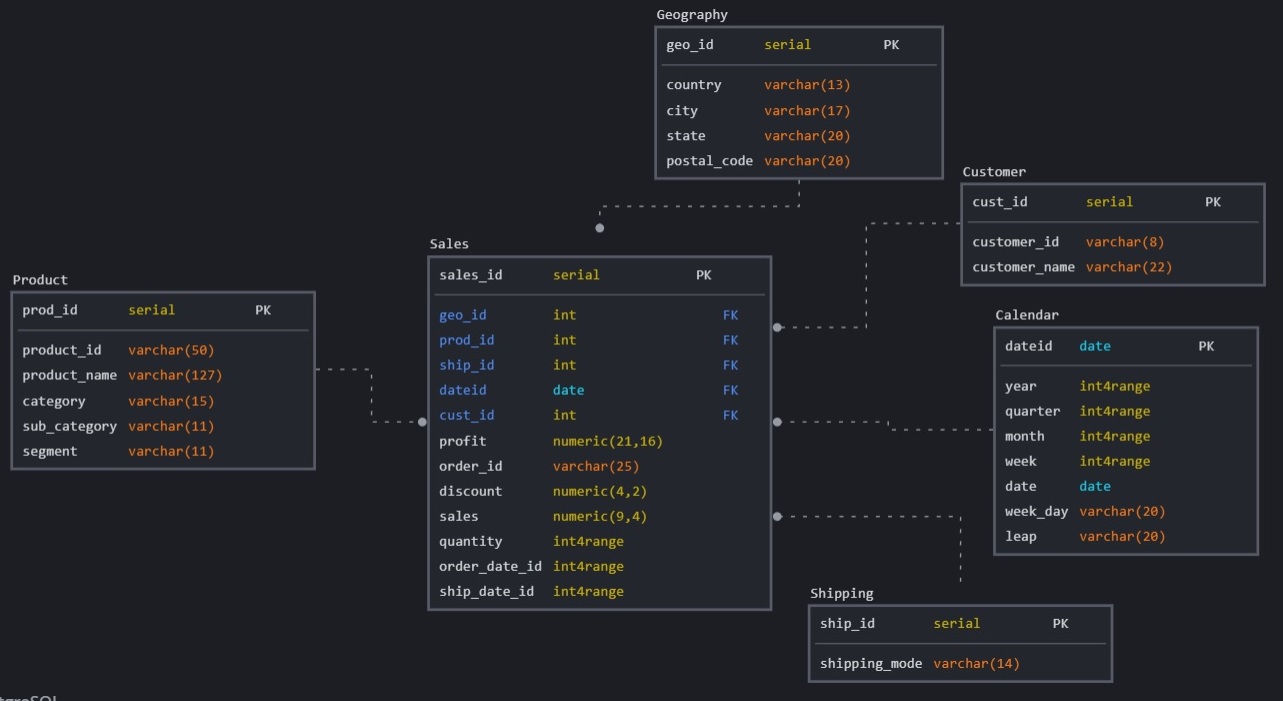 Geography
geo_id serial PK
country varchar(13)
city varchar(17)
state varchar(20)
postal_code varchar(20)
Customer
cust_id serial PK
customer_id varchar(8)
customer_name varchar(22)
Sales
sales_id serial PK
geo_id int FK
prod_id int FK
ship_id int FK
dateid date FK
cust_id int FK
profit numeric(21,16)
order_id varchar(25)
discount numeric(4,2)
sales numeric(9,4)
quantity int4range
order_date_id int4range
ship_date_id int4range
Product
prod_id serial PK
product_id varchar(50)
product_name varchar(127)
category varchar(15)
sub_category varchar(11)
segment varchar(11)
Calendar
dateid date PK
year int4range
quarter int4range
month int4range
week int4range
date date
week_day varchar(20)
leap varchar(20)
Shipping
ship_id serial PK
shipping_mode varchar(14)